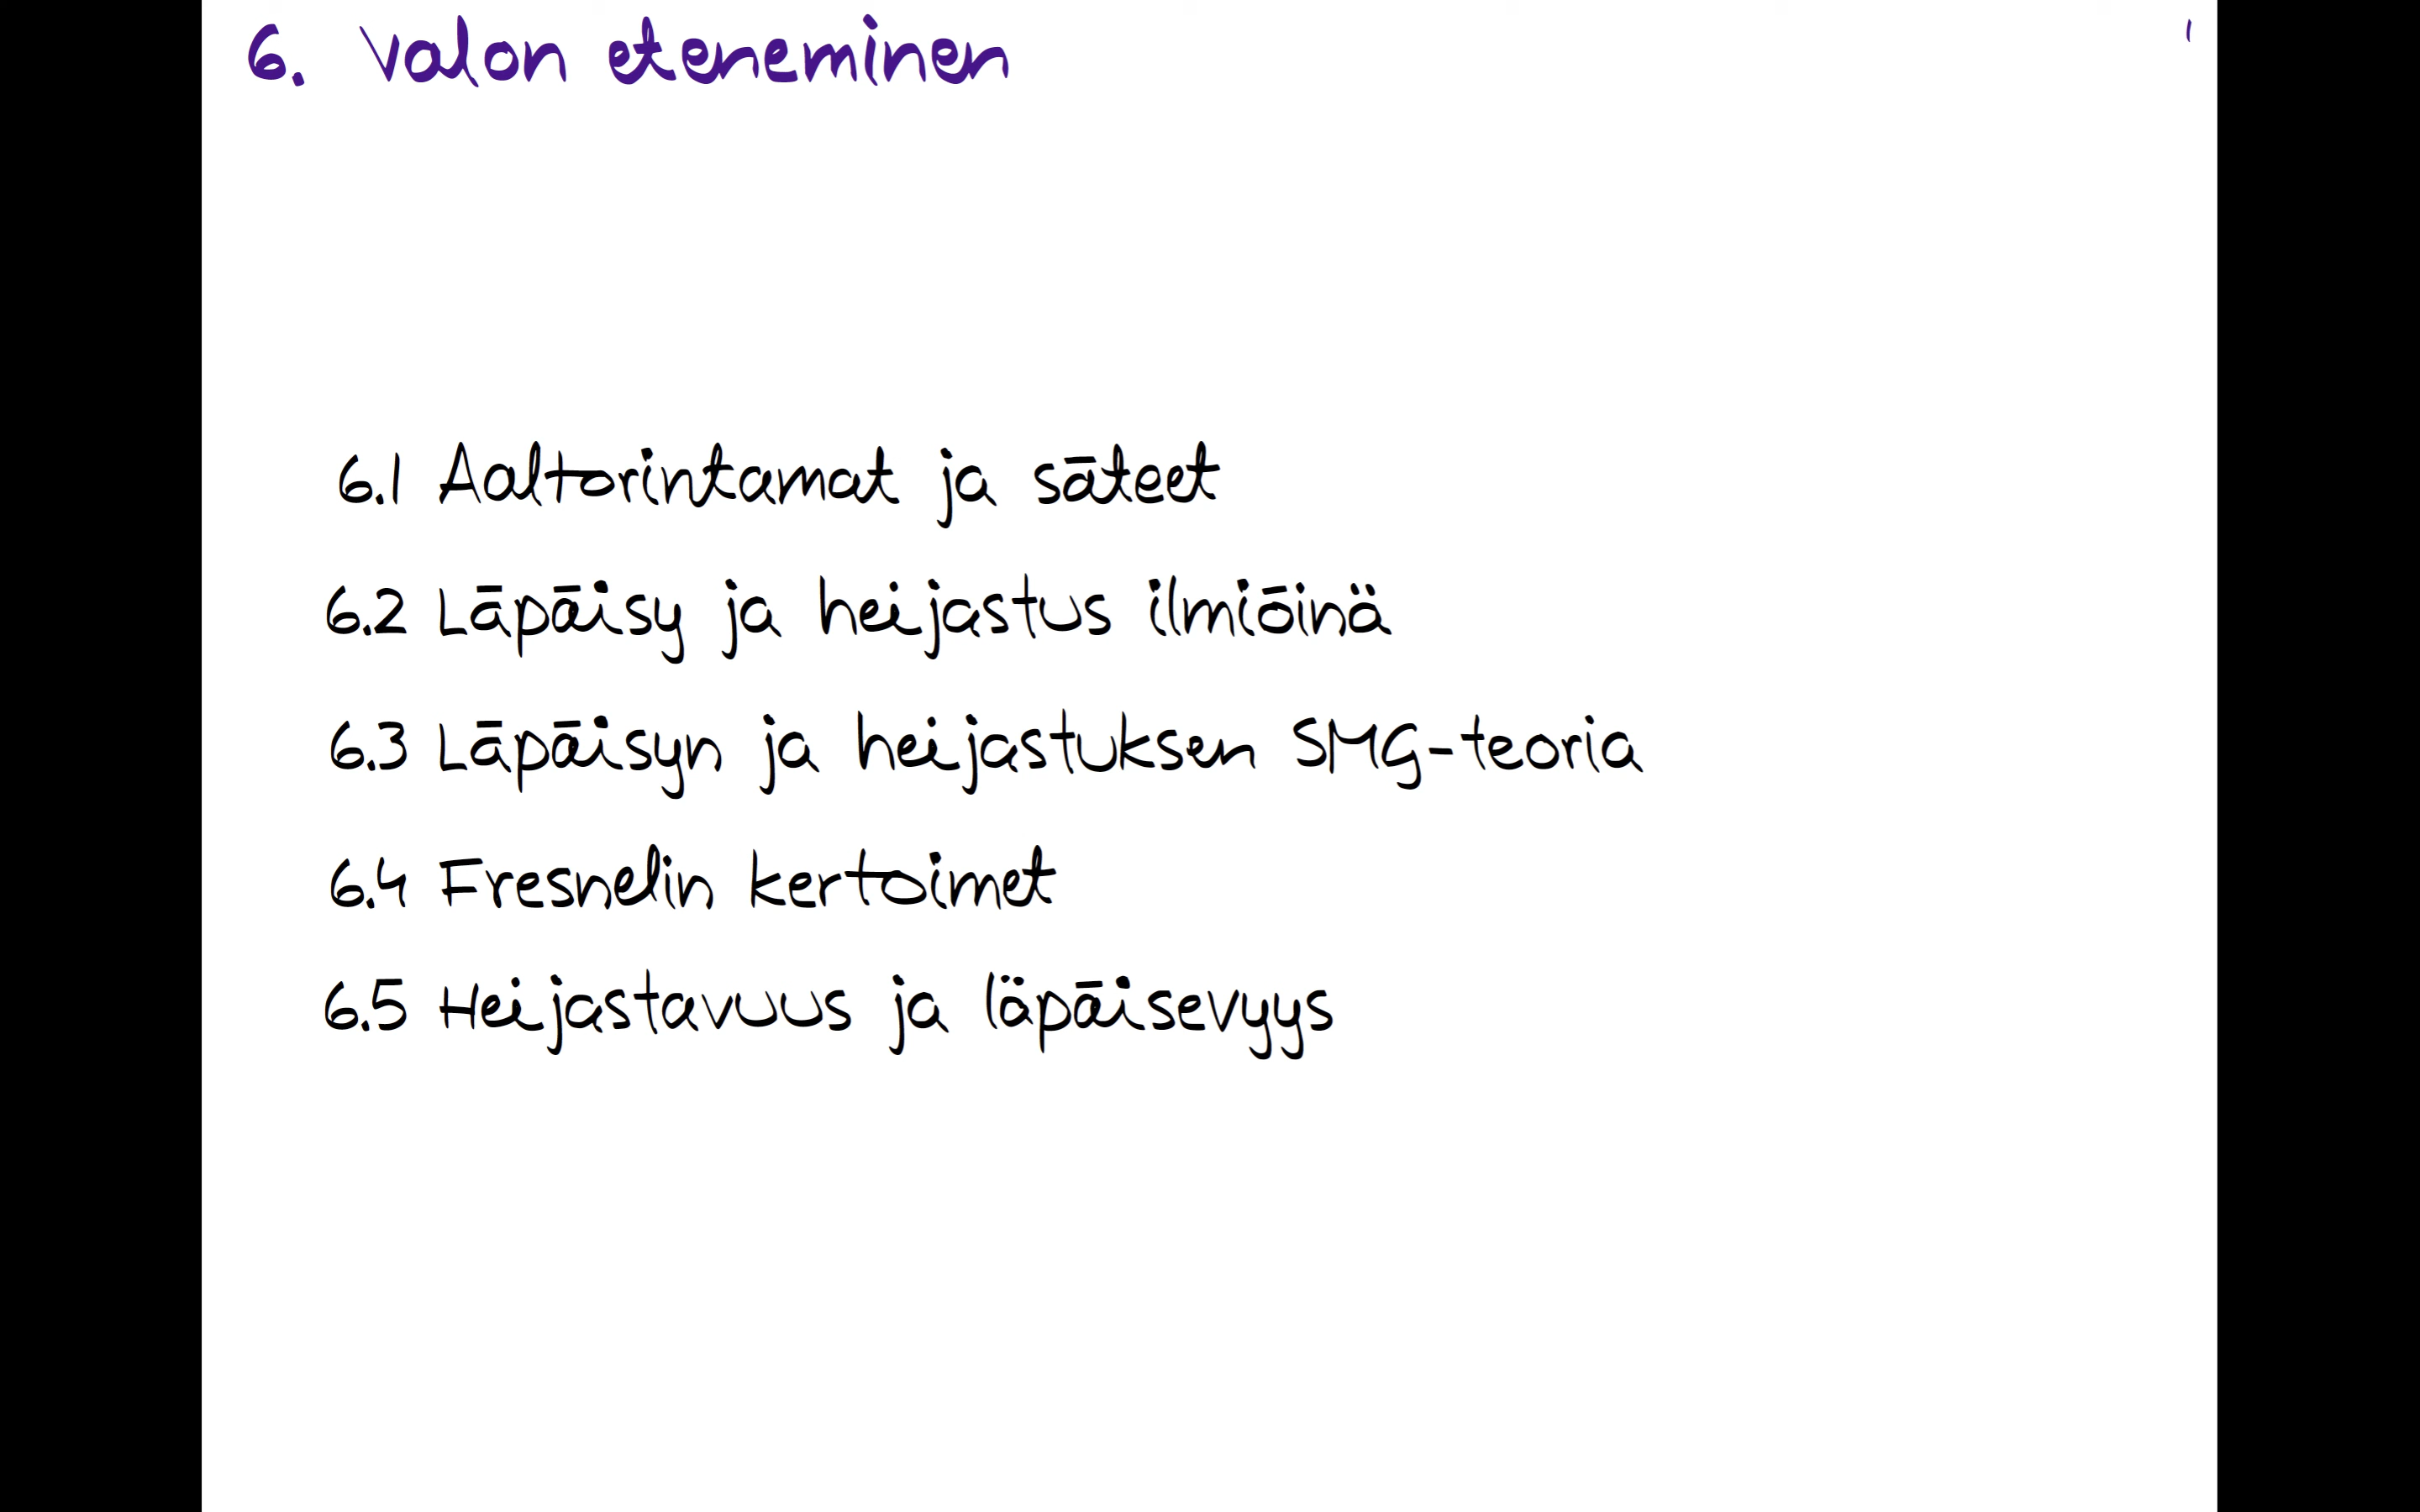 6. Valon eteneminen
1
6.1 Aaltorintamat ja säteet
6.2 Läpäisy ja heijastus ilmiöinä
6.3 Läpäisyn ja heijastuksen SMG-teoria
6.4 Fresnelin kertoimet
6.5 Heijastavuus ja läpäisevyys